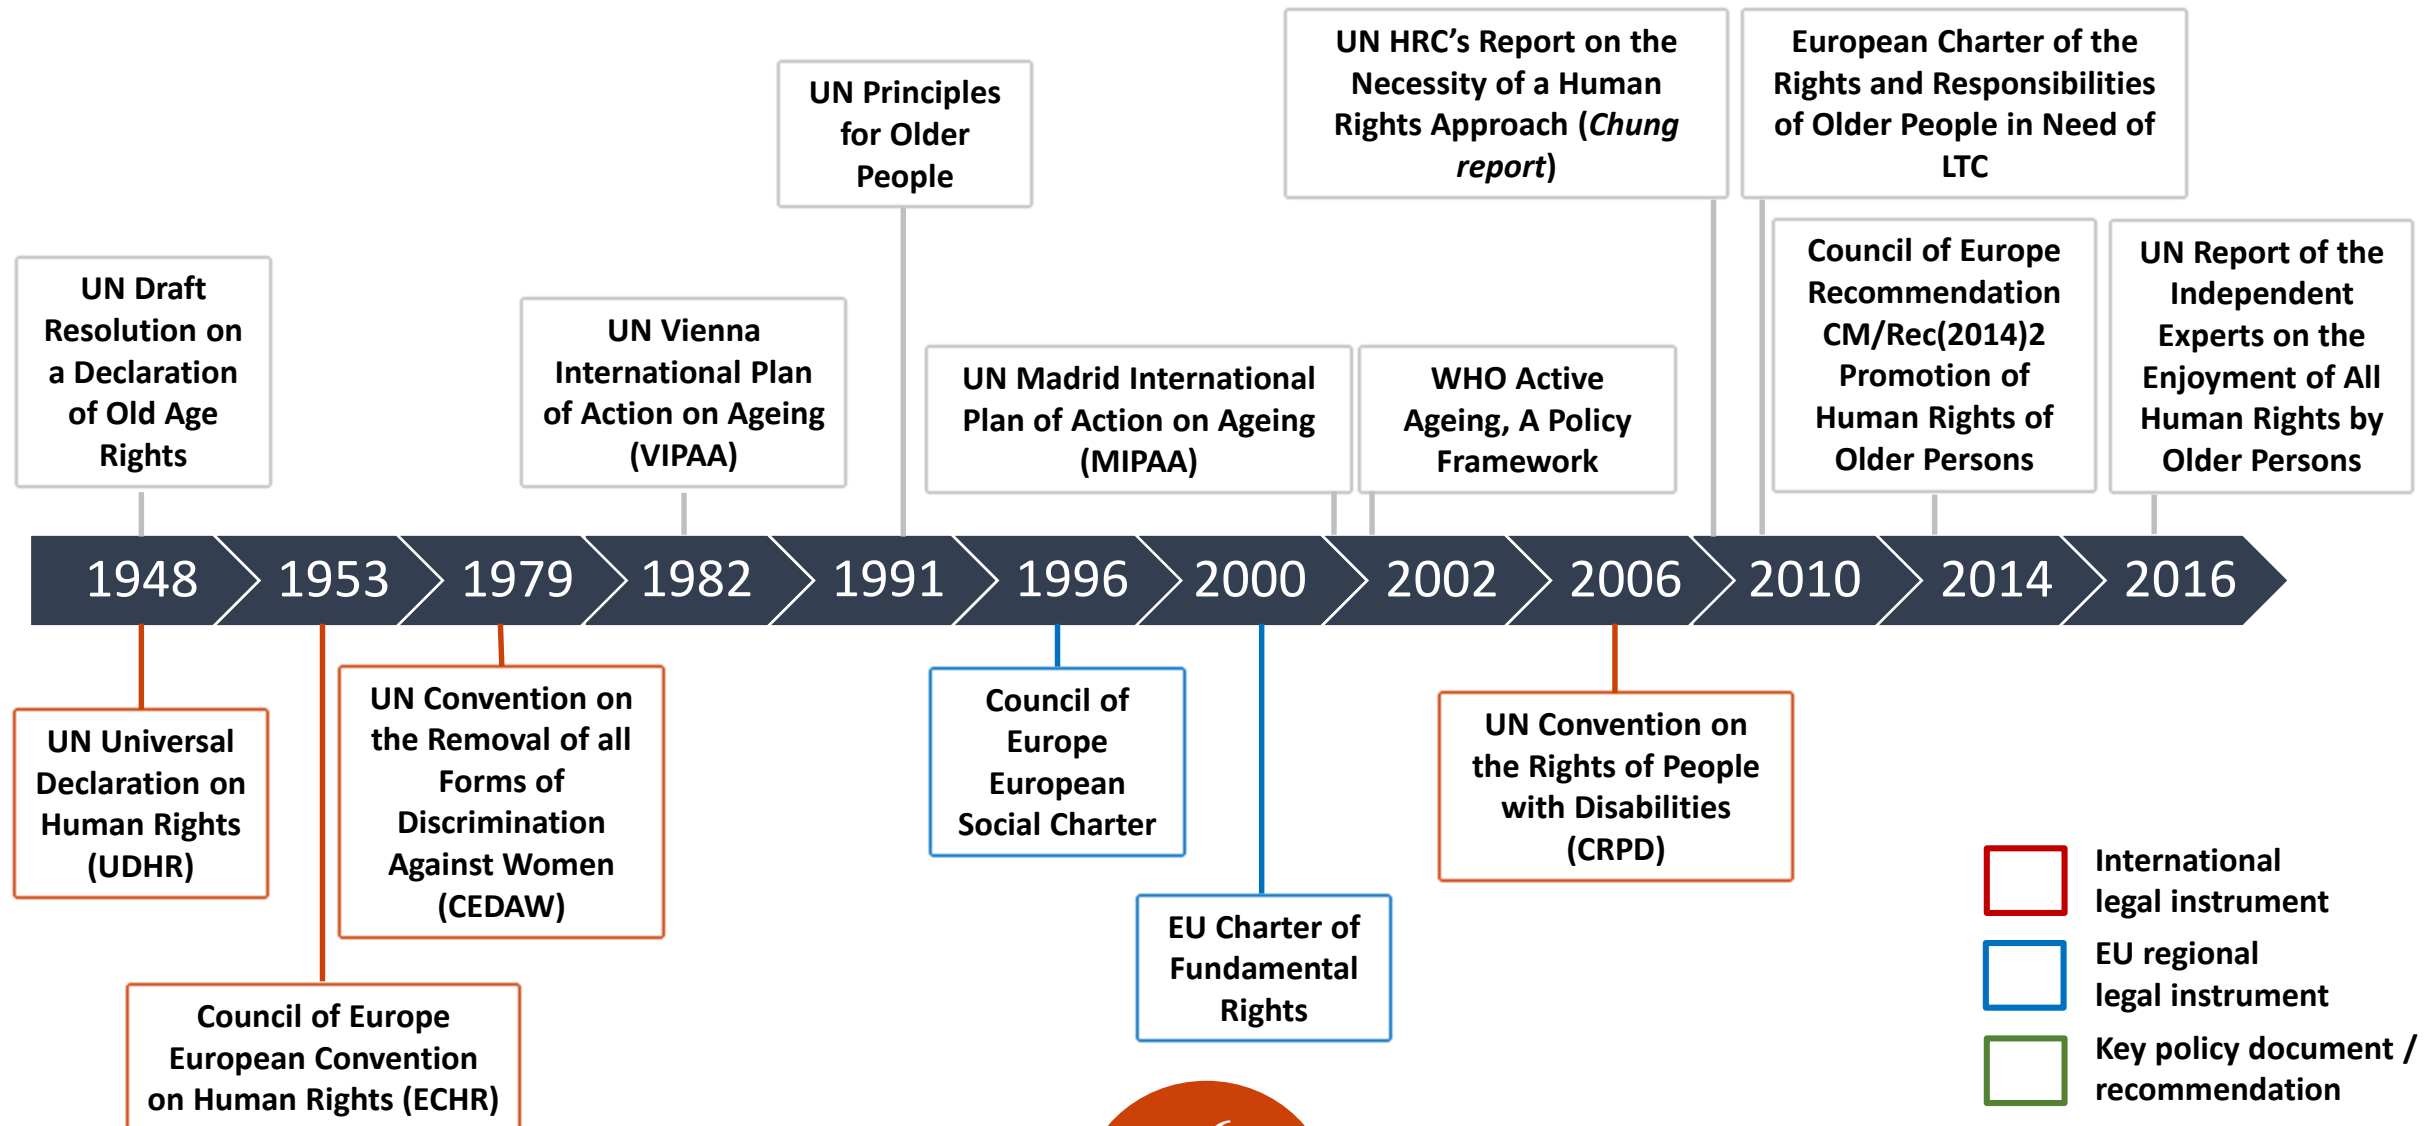 UN Draft
Resolution on
a Declaration
of Old Age
Rights
UN Vienna
International Plan
of Action on Ageing
(VIPAA)
UN Principles
for Older
People
UN Madrid International
Plan of Action on Ageing
(MIPAA)
WHO Active
Ageing, A Policy
Framework
UN HRC’s Report on the
Necessity of a Human
Rights Approach (Chung
report)
European Charter of the
Rights and Responsibilities
of Older People in Need of
LTC
Council of Europe
Recommendation
CM/Rec(2014)2
Promotion of
Human Rights of
Older Persons
UN Report of the
Independent
Experts on the
Enjoyment of All
Human Rights by
Older Persons
1948 1953 1979 1982 1991 1996 2000 2002 2006 2010 2014 2016
UN Universal
Declaration on
Human Rights
(UDHR)
Council of Europe
European Convention
on Human Rights (ECHR)
UN Convention on
the Removal of all
Forms of
Discrimination
Against Women
(CEDAW)
Council of
Europe
European
Social Charter
EU Charter of
Fundamental
Rights
UN Convention on
the Rights of People
with Disabilities
(CRPD)
International
legal instrument
EU regional
legal instrument
Key policy document /
recommendation